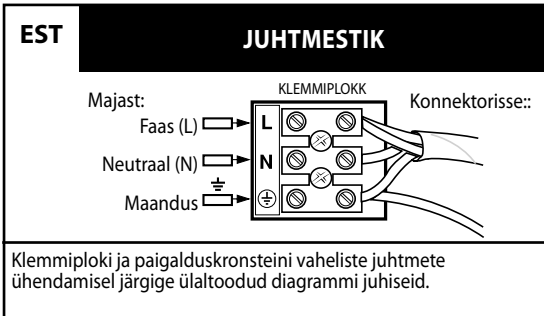 EST
JUHTMESTIK
KLEMMIPLOKK
Majast:
Konnektorisse::
Faas (L)
L
Neutraal (N)
N
Maandus
Klemmiploki ja paigalduskronsteini vaheliste juhtmete
ühendamisel järgige ülaltoodud diagrammi juhiseid.